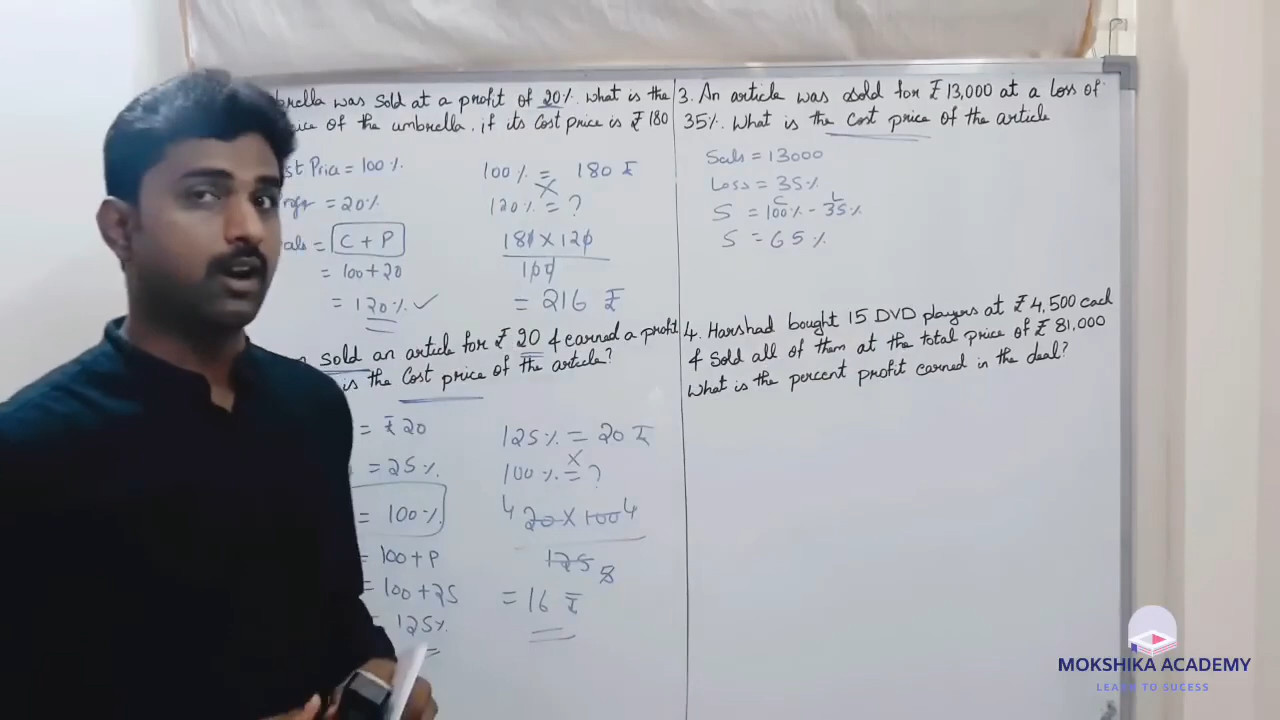 brella was sold at a profit of 20%. What is the
ice of the umbrella. if its Cost price is ₹ 180
st Pric = 100%
= 20%
als = C + P
= 100+20
= 120% ✓
100% = 180 ₹
X
120% = ?
180 X 120
100
= 216 ₹
sold an article for ₹ 20 & earned a profit
is the Cost price of the article?
= ₹ 20
= 25%
= 100%
= 100+P
= 100+25
125%
125% = 20 ₹
X
100% = ?
4 20 X 100 4
125 8
= 16 ₹
3. An article was sold for ₹ 13,000 at a loss of
35%. What is the Cost price of the article
Sals = 13000
Loss = 35%
C L
S = 100% - 35%
S = 65%
4. Harshad bought 15 DVD players at ₹ 4,500 each
& Sold all of them at the total price of ₹ 81,000
What is the percent profit earned in the deal?
MOKSHIKA ACADEMY
LEARN TO SUCESS